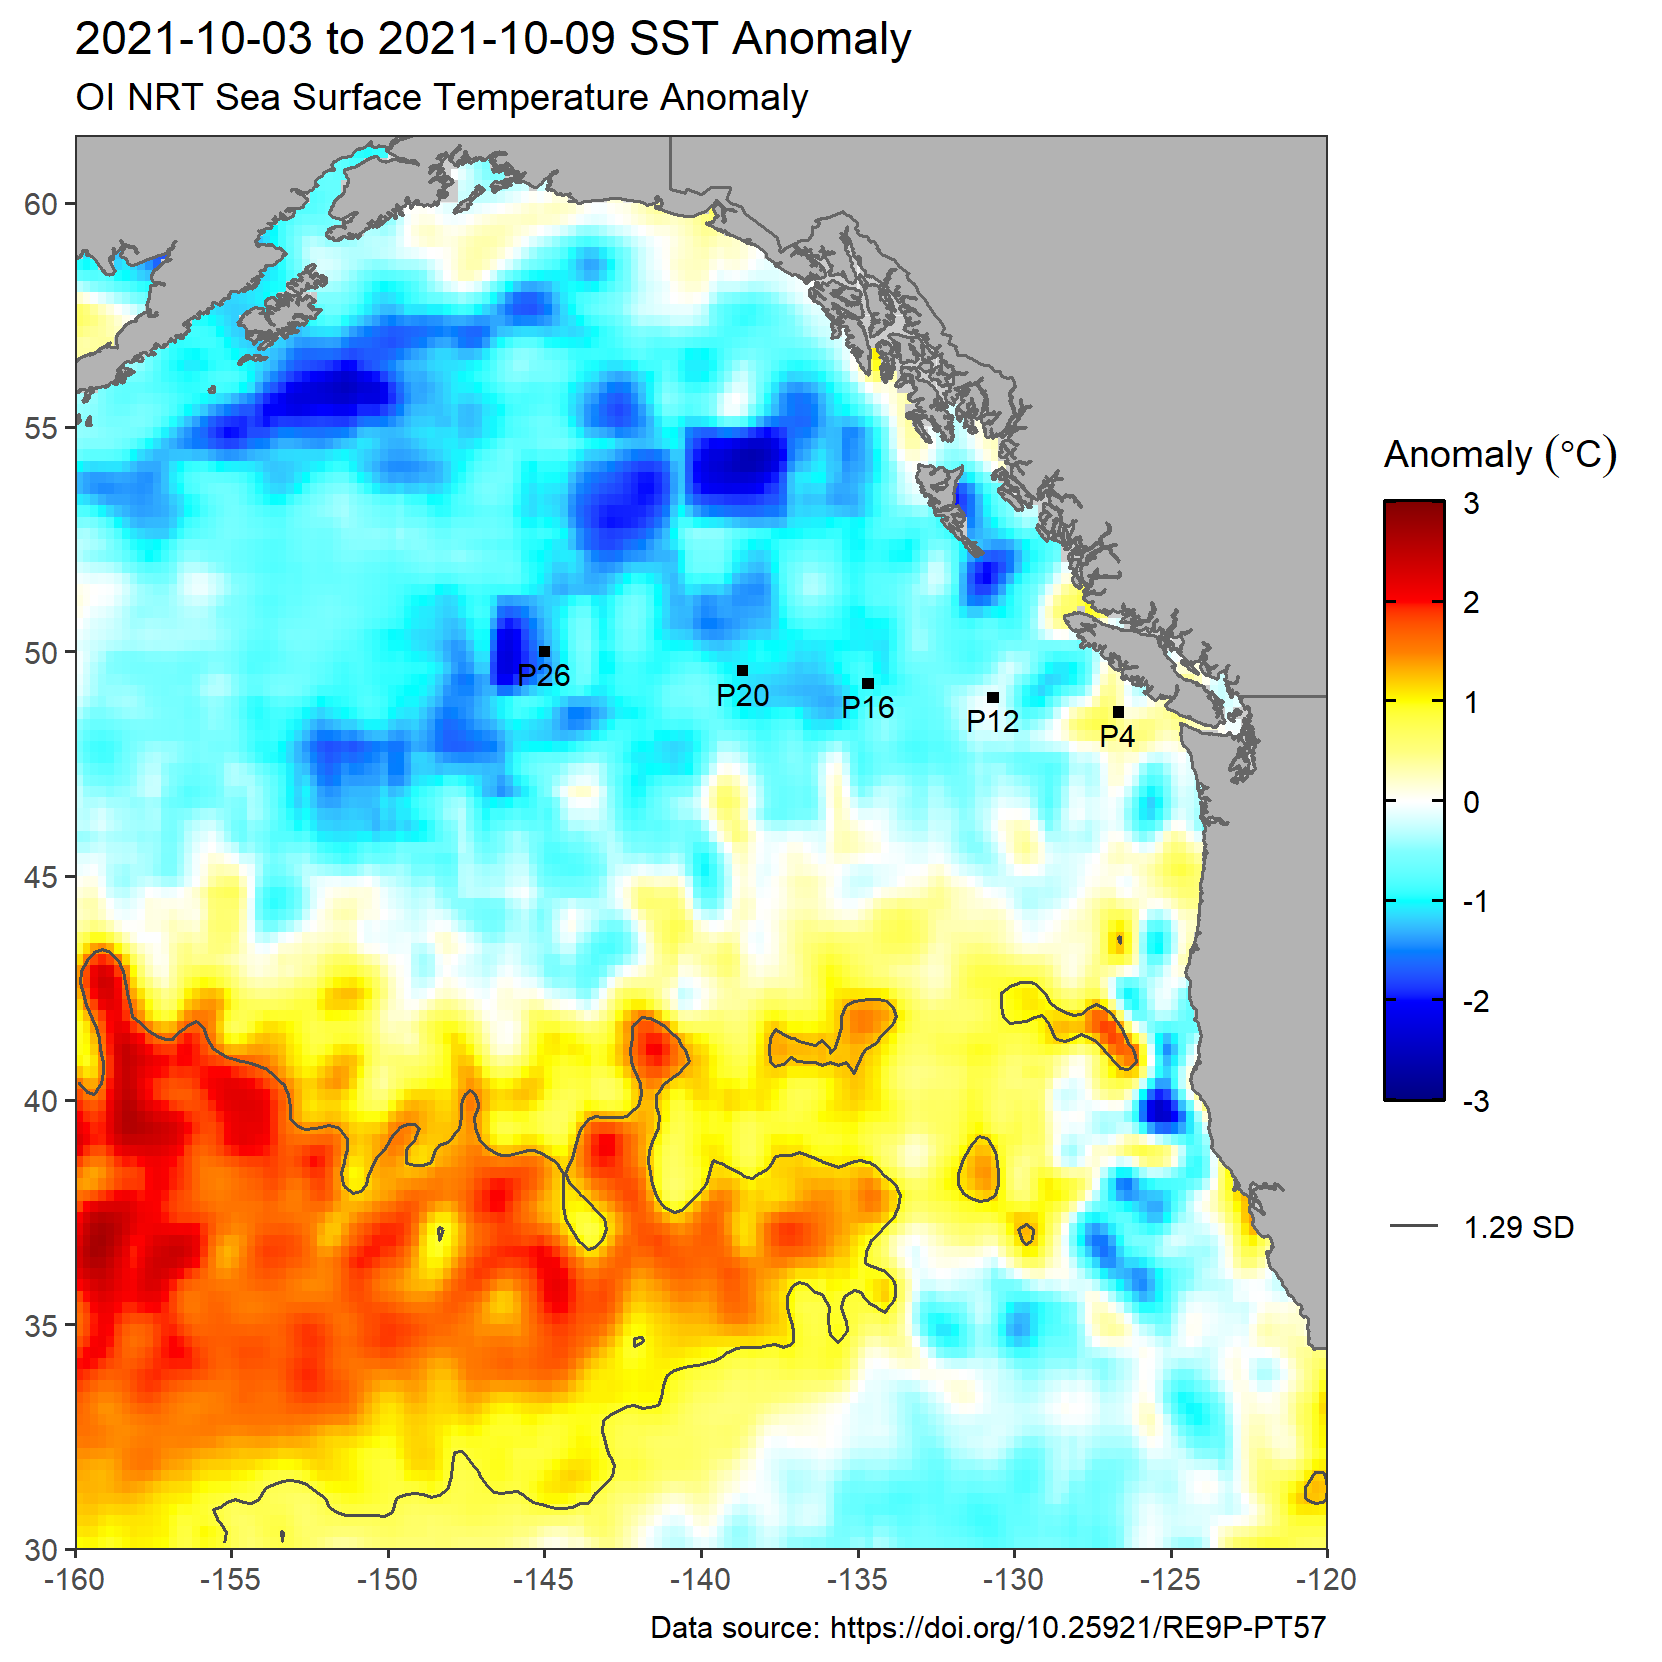 2021-10-03 to 2021-10-09 SST Anomaly
OI NRT Sea Surface Temperature Anomaly
60
55
50
45
40
35
30
-160
-155
-150
-145
-140
-135
-130
-125
-120
P26
P20
P16
P12
P4
Anomaly (°C)
3
2
1
0
-1
-2
-3
1.29 SD
Data source: https://doi.org/10.25921/RE9P-PT57